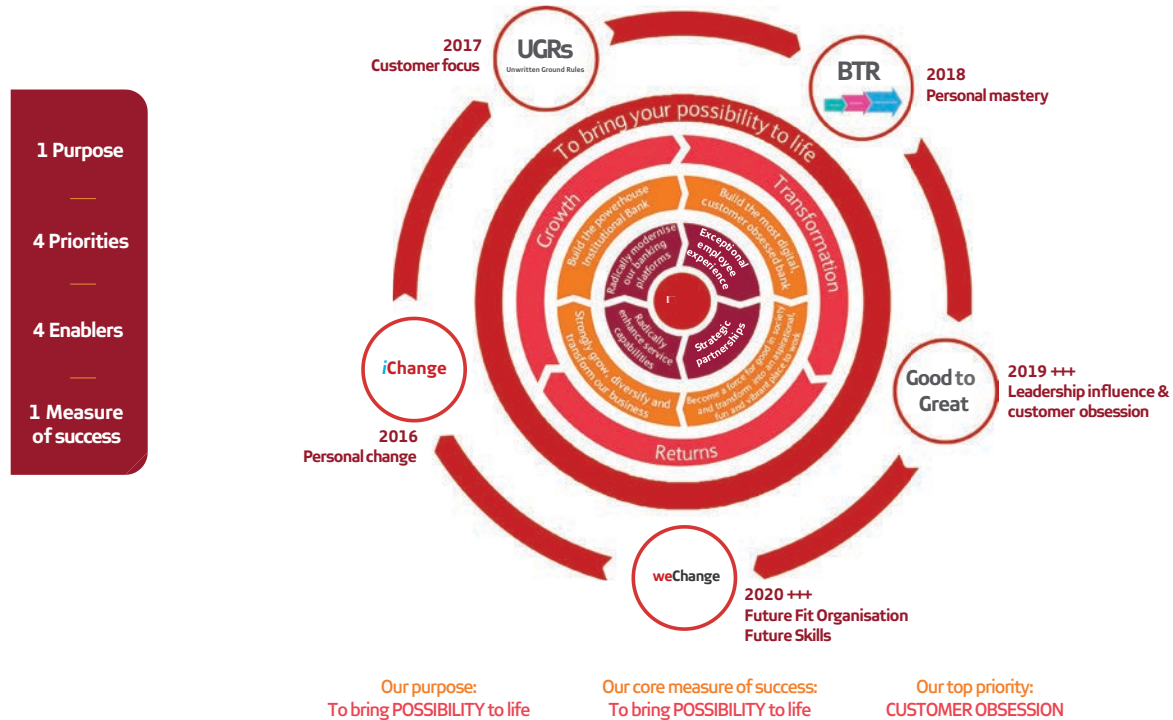 1 Purpose
4 Priorities
4 Enablers
1 Measure
of success
2017
Customer focus
UGRs
Unwritten Ground Rules
BTR
2018
Personal mastery
To bring your possibility to life
Growth
Transformation
Returns
Build the powerhouse
Institutional Bank
Build the most digital,
customer obsessed bank
Strongly grow, diversify and
transform our business
Become a force for good in society
and transform into an aspirational,
fun and vibrant place to work
Radically modernise
our banking
platforms
Exceptional
employee
experience
Radically
enhance service
capabilities
Strategic
partnerships
iChange
2016
Personal change
Good to
Great
2019 +++
Leadership influence &
customer obsession
weChange
2020 +++
Future Fit Organisation
Future Skills
Our purpose:
To bring POSSIBILITY to life
Our core measure of success:
To bring POSSIBILITY to life
Our top priority:
CUSTOMER OBSESSION